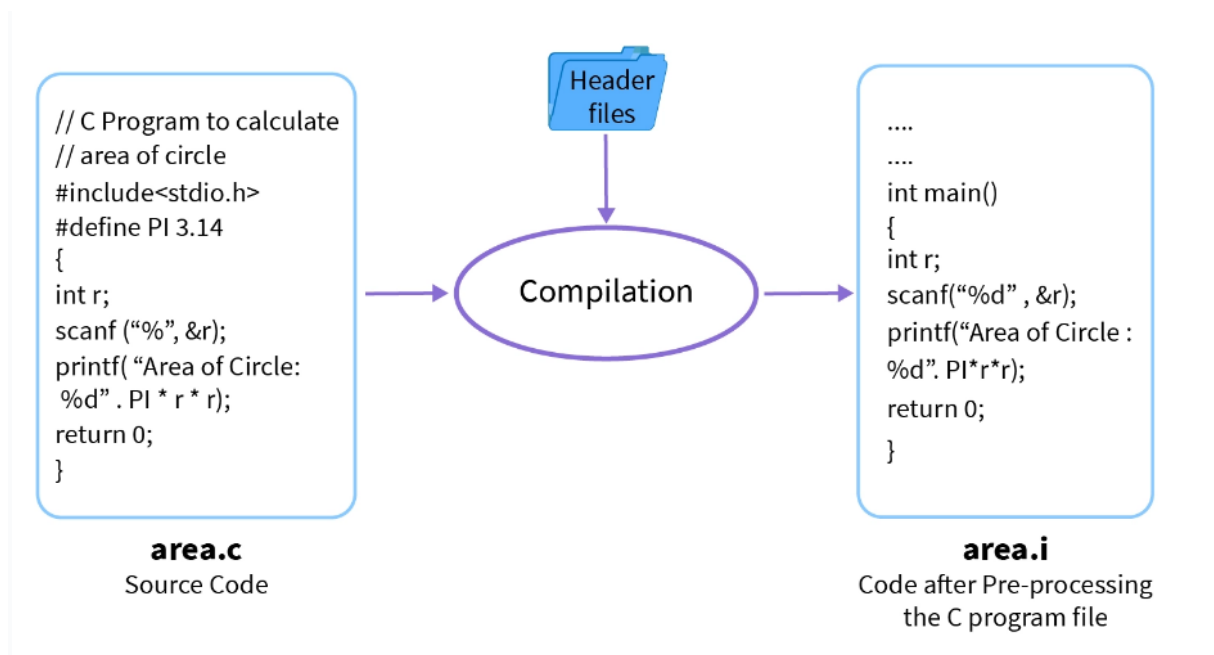 // C Program to calculate
// area of circle
#include<stdio.h>
#define PI 3.14
{
int r;
scanf (“%”, &r);
printf( “Area of Circle:
%d” . PI * r * r);
return 0;
}
area.c
Source Code
Header
files
Compilation
....
....
int main()
{
int r;
scanf(“%d” , &r);
printf(“Area of Circle :
%d”. PI*r*r);
return 0;
}
area.i
Code after Pre-processing
the C program file